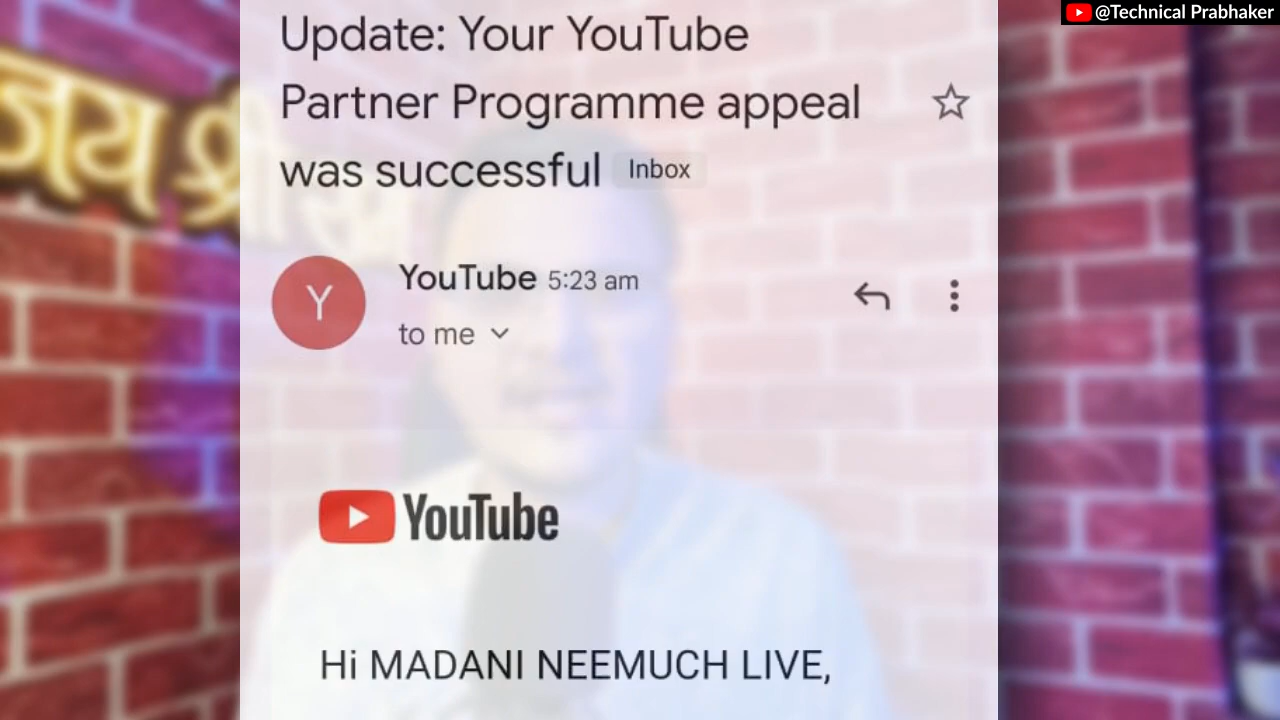 @Technical Prabhaker
Update: Your YouTube
Partner Programme appeal
was successful Inbox
जय श्री
Y
YouTube 5:23 am
to me
YouTube
Hi MADANI NEEMUCH LIVE,